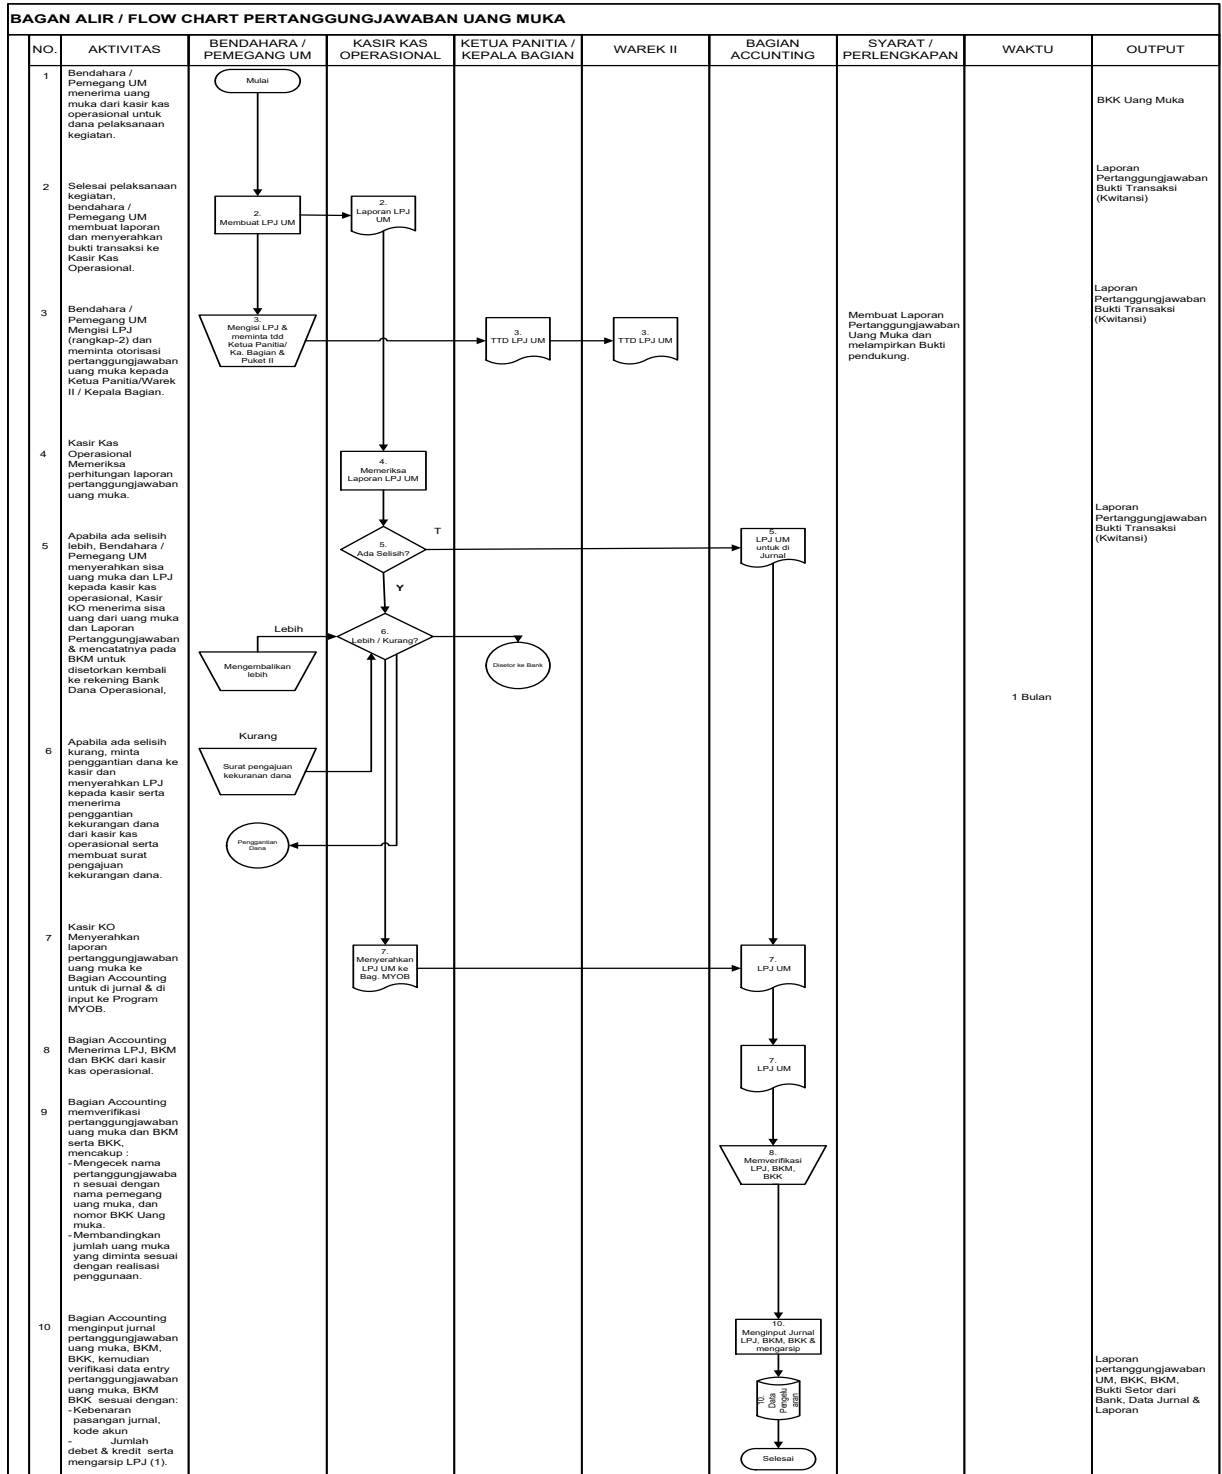 BAGAN ALIR / FLOW CHART PERTANGGUNGJAWABAN UANG MUKA
NO.
AKTIVITAS
BENDAHARA /
PEMEGANG UM
KASIR KAS
OPERASIONAL
KETUA PANITIA /
KEPALA BAGIAN
WAREK II
BAGIAN
ACCUNTING
SYARAT /
PERLENGKAPAN
WAKTU
OUTPUT
1
Bendahara /
Pemegang UM
menerima uang
muka dari kasir kas
operasional untuk
dana pelaksanaan
kegiatan.
Mulai
BKK Uang Muka
2
Selesai pelaksanaan
kegiatan,
bendahara /
Pemegang UM
membuat laporan
dan menyerahkan
bukti transaksi ke
Kasir Kas
Operasional.
2.
Membuat LPJ UM
2.
Laporan LPJ
UM
Laporan
Pertanggungjawaban
Bukti Transaksi
(Kwitansi)
3
Bendahara /
Pemegang UM
Mengisi LPJ
(rangkap-2) dan
meminta otorisasi
pertanggungjawaban
uang muka kepada
Ketua Panitia/Warek
II / Kepala Bagian.
3.
Mengisi LPJ &
meminta tdd
Ketua Panitia/
Ka. Bagian &
Puket II
3.
TTD LPJ UM
3.
TTD LPJ UM
Membuat Laporan
Pertanggungjawaban
Uang Muka dan
melampirkan Bukti
pendukung.
Laporan
Pertanggungjawaban
Bukti Transaksi
(Kwitansi)
4
Kasir Kas
Operasional
Memeriksa
perhitungan laporan
pertanggungjawaban
uang muka.
4.
Memeriksa
Laporan LPJ UM
5
Apabila ada selisih
lebih, Bendahara /
Pemegang UM
menyerahkan sisa
uang muka dan LPJ
kepada kasir kas
operasional, Kasir
KO menerima sisa
uang dari uang muka
dan Laporan
Pertanggungjawaban
& mencatatnya pada
BKM untuk
disetorkan kembali
ke rekening Bank
Dana Operasional,
5.
Ada Selisih?
T
Y
5.
LPJ UM
untuk di
Jurnal
Laporan
Pertanggungjawaban
Bukti Transaksi
(Kwitansi)
Lebih
6.
Lebih / Kurang?
Mengembalikan
lebih
Disetor ke Bank
1 Bulan
6
Apabila ada selisih
kurang, minta
penggantian dana ke
kasir dan
menyerahkan LPJ
kepada kasir serta
menerima
penggantian
kekurangan dana
dari kasir kas
operasional serta
membuat surat
pengajuan
kekurangan dana.
Kurang
Surat pengajuan
kekuranan dana
Penggantian
Dana
7
Kasir KO
Menyerahkan
laporan
pertanggungjawaban
uang muka ke
Bagian Accounting
untuk di jurnal & di
input ke Program
MYOB.
7.
Menyerahkan
LPJ UM ke
Bag. MYOB
7.
LPJ UM
8
Bagian Accounting
Menerima LPJ, BKM
dan BKK dari kasir
kas operasional.
7.
LPJ UM
9
Bagian Accounting
memverifikasi
pertanggungjawaban
uang muka dan BKM
serta BKK,
mencakup :
-Mengecek nama
pertanggungjawaba
n sesuai dengan
nama pemegang
uang muka, dan
nomor BKK Uang
muka.
-Membandingkan
jumlah uang muka
yang diminta sesuai
dengan realisasi
penggunaan.
8.
Memverifikasi
LPJ, BKM,
BKK
10
Bagian Accounting
menginput jurnal
pertanggungjawaban
uang muka, BKM,
BKK, kemudian
verifikasi data entry
pertanggungjawaban
uang muka, BKM
BKK sesuai dengan:
-Kebenaran
pasangan jurnal,
kode akun
- Jumlah
debet & kredit serta
mengarsip LPJ (1).
10.
Menginput Jurnal
LPJ, BKM, BKK &
mengarsip
10.
Data
Pengelu
aran
Selesai
Laporan
pertanggungjawaban
UM, BKK, BKM,
Bukti Setor dari
Bank, Data Jurnal &
Laporan